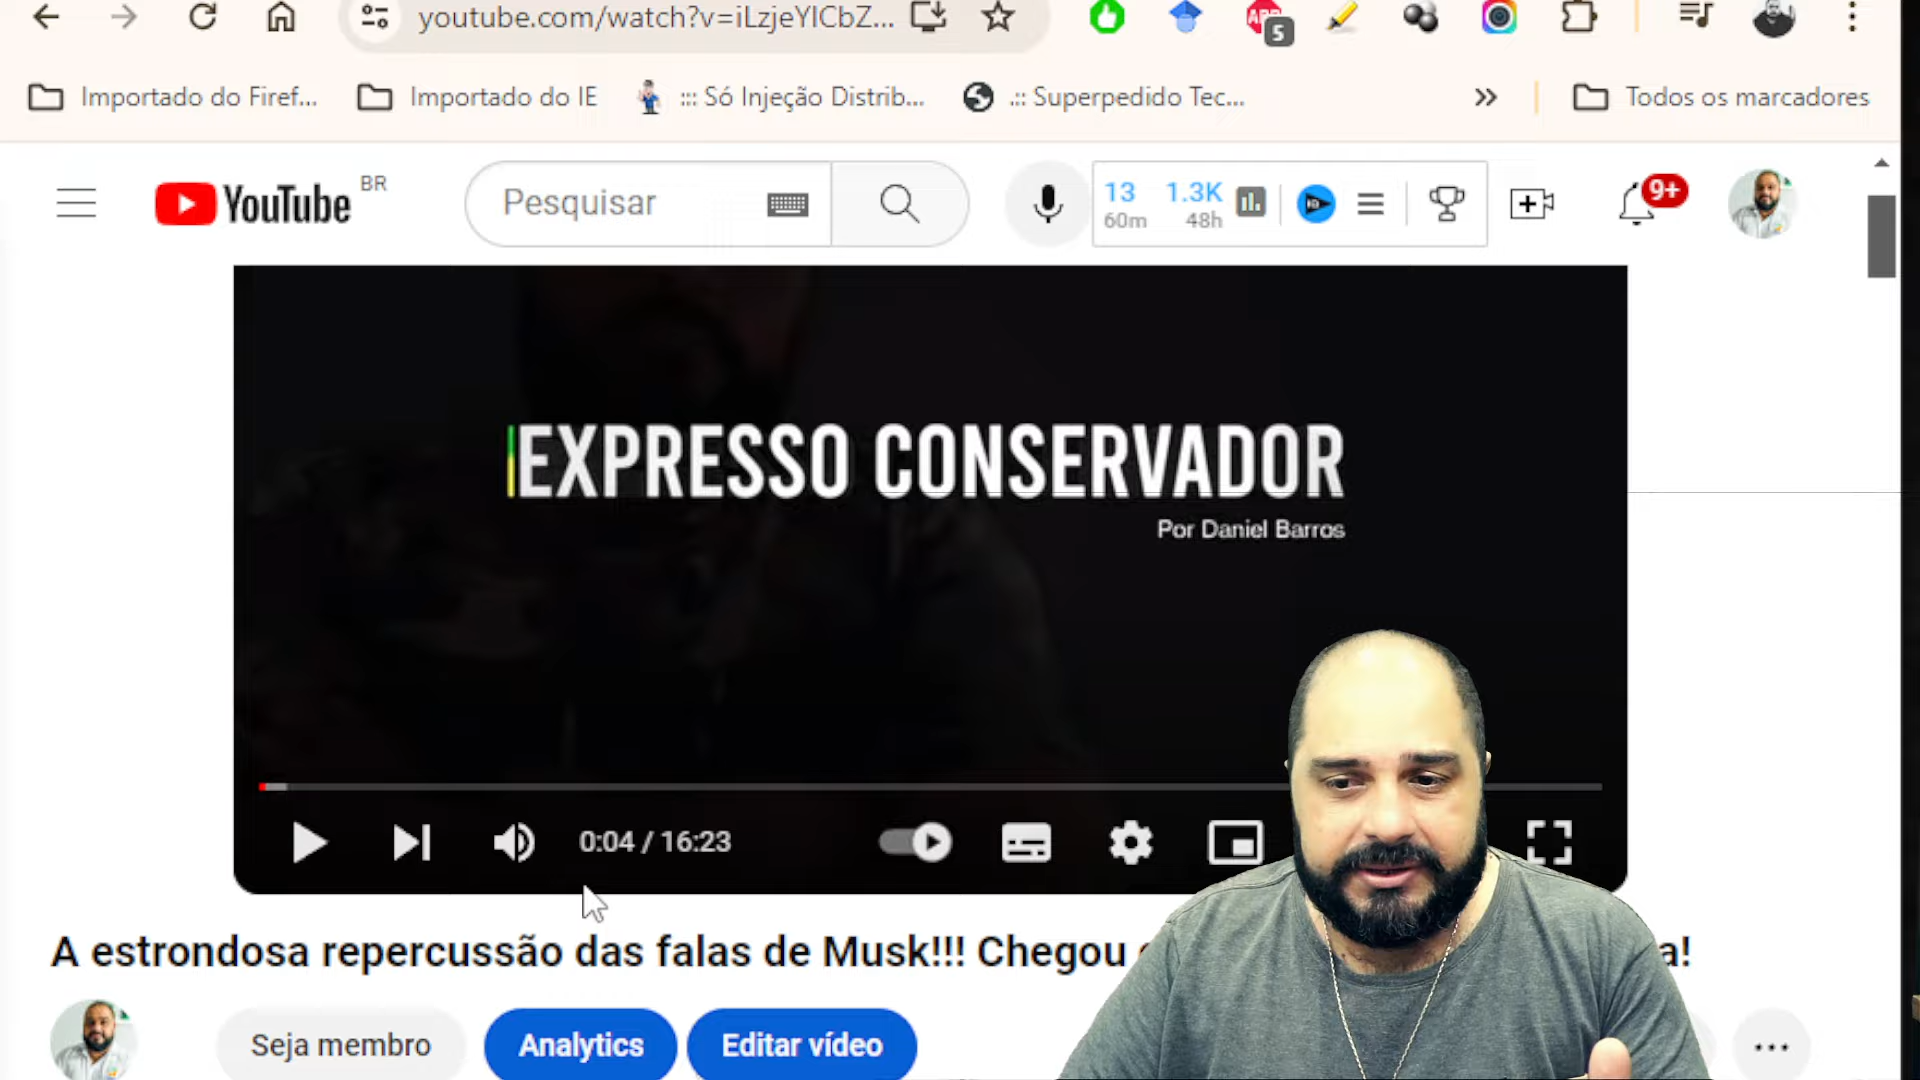 youtube.com/watch?v=iLzjeYICbZ...
ABP
5
Importado do Firef...
Importado do IE
::: Só Injeção Distrib...
.:: Superpedido Tec...
Todos os marcadores
YouTube BR
Pesquisar
13
60m
1.3K
48h
9+
EXPRESSO CONSERVADOR
Por Daniel Barros
0:04 / 16:23
A estrondosa repercussão das falas de Musk!!! Chegou a!
Seja membro
Analytics
Editar vídeo